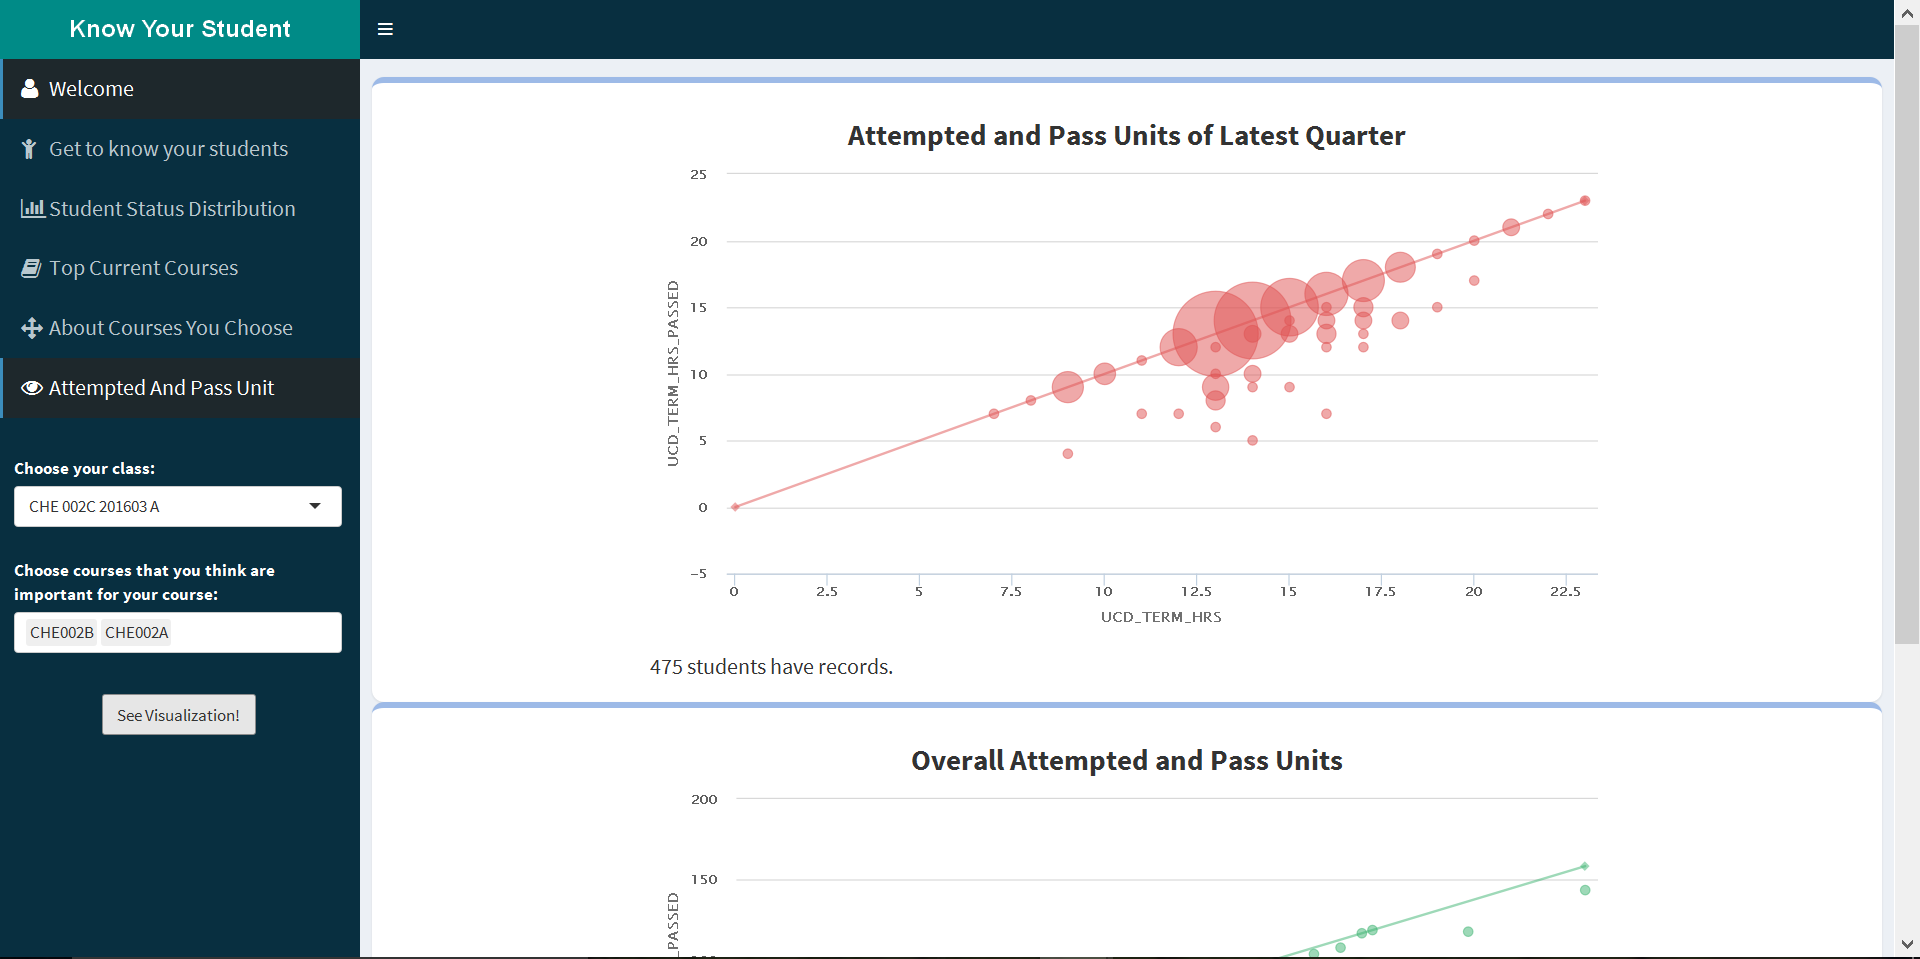 Know Your Student
Welcome
Get to know your students
Student Status Distribution
Top Current Courses
About Courses You Choose
Attempted And Pass Unit
Choose your class:
CHE 002C 201603 A
Choose courses that you think are
important for your course:
CHE002B CHE002A
See Visualization!
Attempted and Pass Units of Latest Quarter
25
20
15
10
5
0
−5
UCD_TERM_HRS_PASSED
0 2.5 5 7.5 10 12.5 15 17.5 20 22.5
UCD_TERM_HRS
475 students have records.
Overall Attempted and Pass Units
200
150
_PASSED